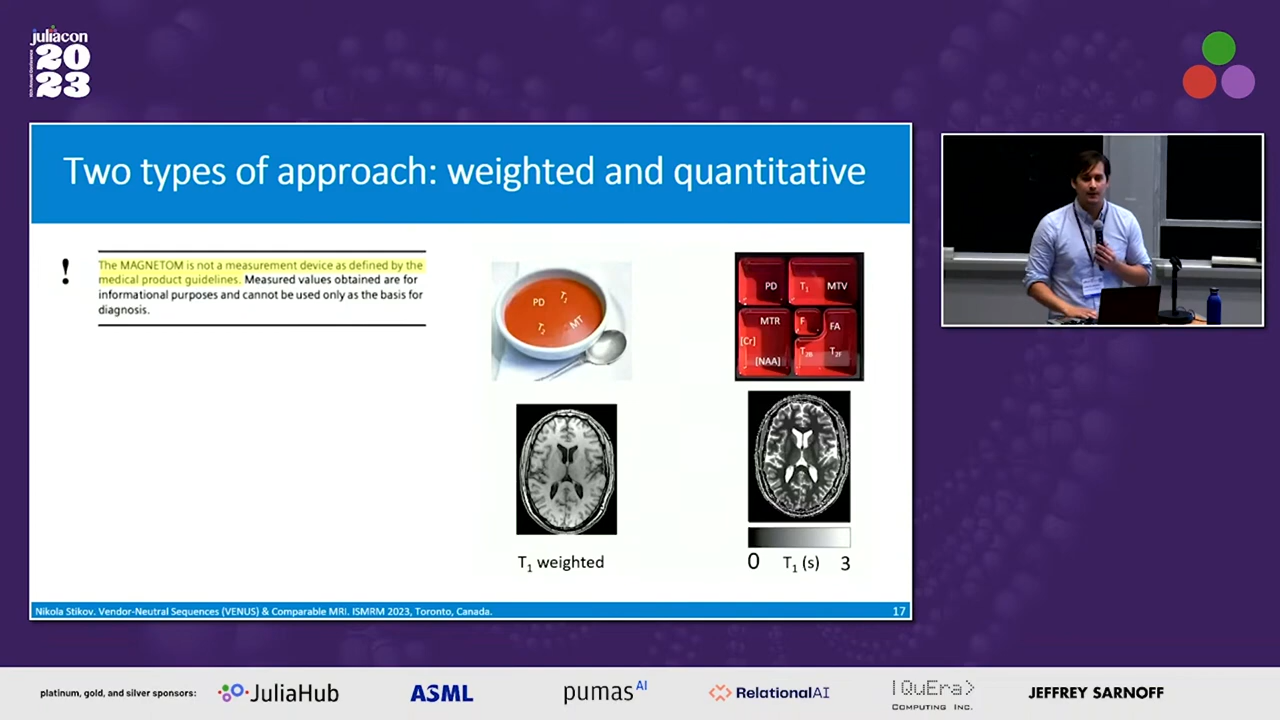 juliacon
20
23
Two types of approach: weighted and quantitative
!
The MAGNETOM is not a measurement device as defined by the
medical product guidelines. Measured values obtained are for
informational purposes and cannot be used only as the basis for
diagnosis.
PD T₁
T₂ MT
PD T₁ MTV
MTR F FA
[Cr]
[NAA] T₂B T₂F
T₁ weighted
0 T₁ (s) 3
Nikola Stikov. Vendor-Neutral Sequences (VENUS) & Comparable MRI. ISMRM 2023, Toronto, Canada.
17
platinum, gold, and silver sponsors:
JuliaHub
ASML
pumas AI
RelationalAI
|QuEra>
COMPUTING INC.
JEFFREY SARNOFF